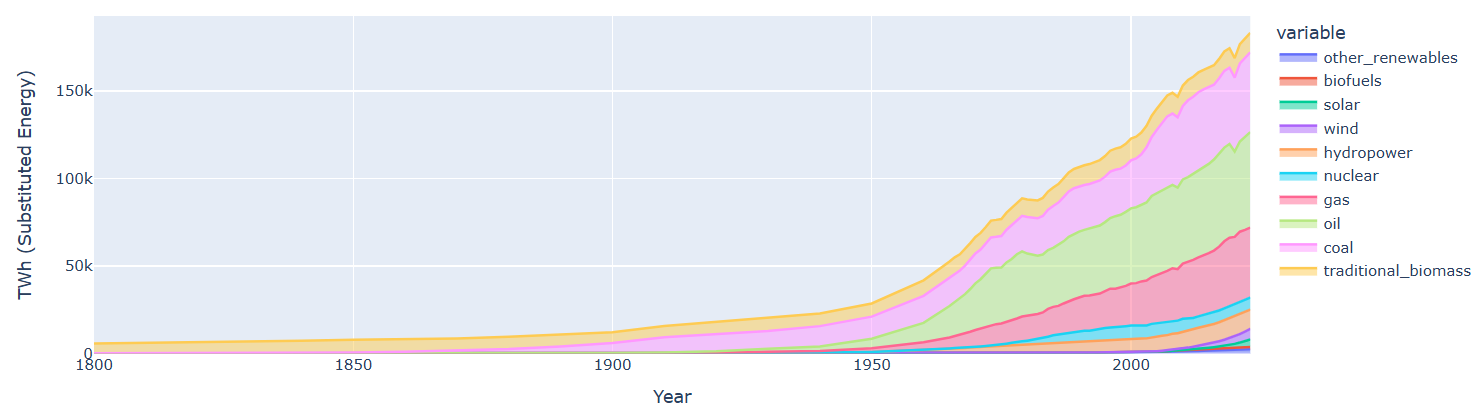 TWh (Substituted Energy)
150k
100k
50k
0
1800
1850
1900
1950
2000
Year
variable
other_renewables
biofuels
solar
wind
hydropower
nuclear
gas
oil
coal
traditional_biomass